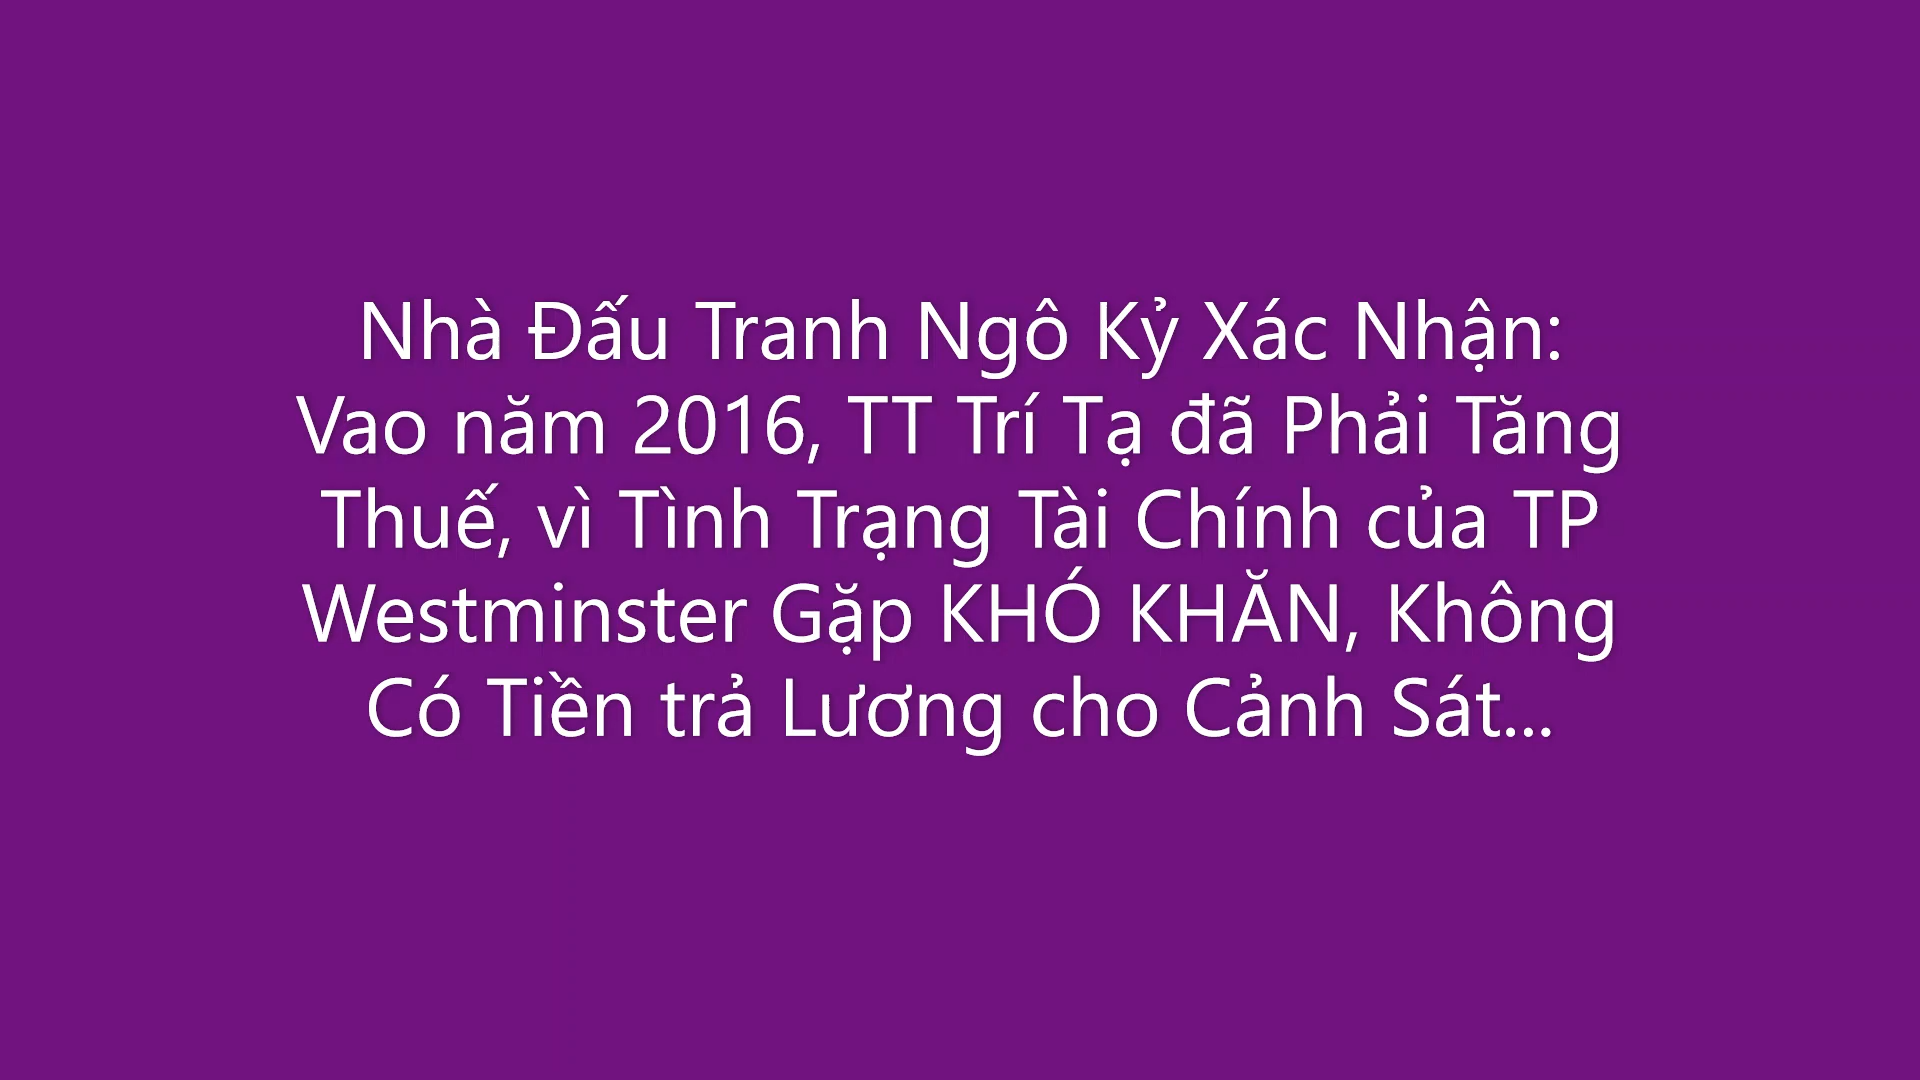 Nhà Đấu Tranh Ngô Kỷ Xác Nhận:
Vao năm 2016, TT Trí Tạ đã Phải Tăng
Thuế, vì Tình Trạng Tài Chính của TP
Westminster Gặp KHÓ KHĂN, Không
Có Tiền trả Lương cho Cảnh Sát...